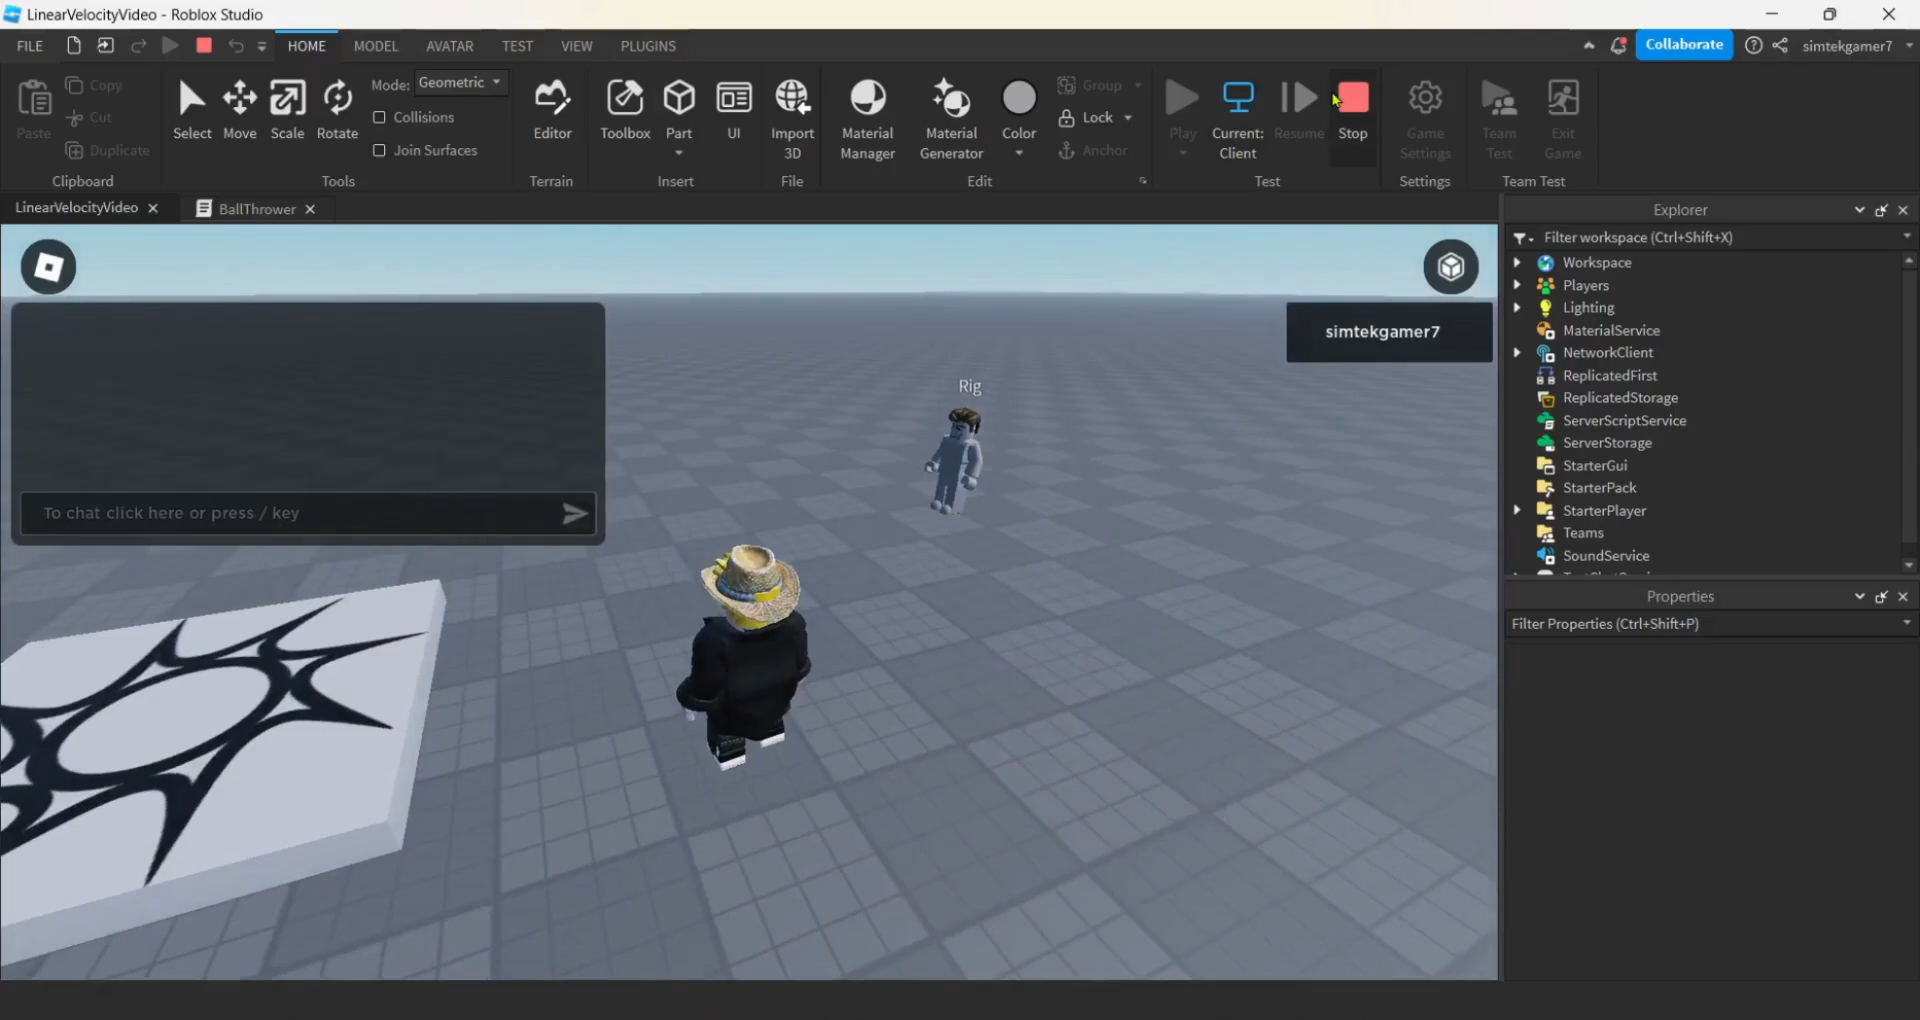 LinearVelocityVideo - Roblox Studio
FILE HOME MODEL AVATAR TEST VIEW PLUGINS Collaborate simtekgamer7
Paste
Copy
Cut
Duplicate
Clipboard
Select Move Scale Rotate
Mode: Geometric
Collisions
Join Surfaces
Tools
Editor
Terrain
Toolbox Part UI
Insert
Import
3D
File
Material
Manager
Material
Generator
Color
Group
Lock
Anchor
Edit
Play
Current:
Client
Resume
Stop
Test
Game
Settings
Settings
Team
Test
Exit
Game
Team Test
LinearVelocityVideo BallThrower
simtekgamer7
Rig
To chat click here or press / key
Explorer
Filter workspace (Ctrl+Shift+X)
Workspace
Players
Lighting
MaterialService
NetworkClient
ReplicatedFirst
ReplicatedStorage
ServerScriptService
ServerStorage
StarterGui
StarterPack
StarterPlayer
Teams
SoundService
Properties
Filter Properties (Ctrl+Shift+P)